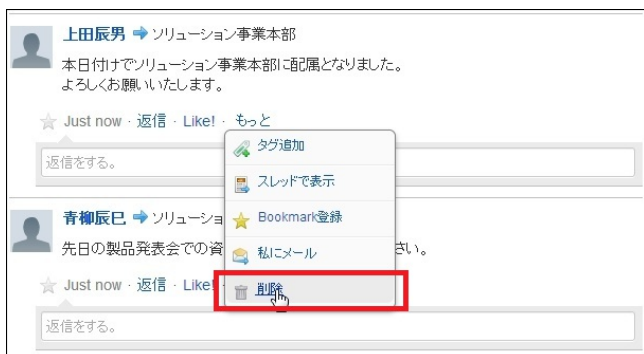 上田辰男 ソリューション事業本部
本日付けでソリューション事業本部に配属となりました。
よろしくお願いいたします。
Just now · 返信 · Like! · もっと
返信をする。
タグ追加
スレッドで表示
Bookmark登録
私にメール
削除
青柳辰巳 ソリューショ
先日の製品発表会での資 さい。
Just now · 返信 · Like!
返信をする。